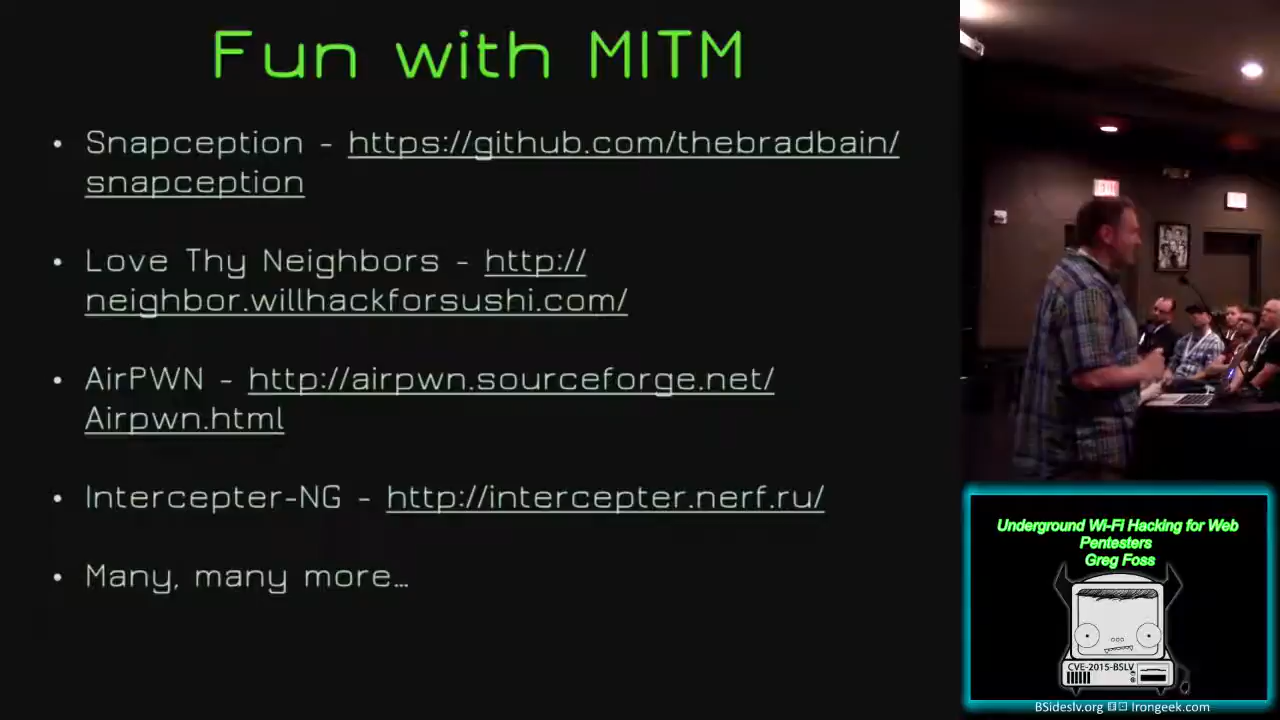 Fun with MITM
• Snapception - https://github.com/thebradbain/
snapception
• Love Thy Neighbors - http://
neighbor.willhackforsushi.com/
• AirPWN - http://airpwn.sourceforge.net/
Airpwn.html
• Intercepter-NG - http://intercepter.nerf.ru/
• Many, many more…
EXIT
Underground Wi-Fi Hacking for Web
Pentesters
Greg Foss
CVE-2015-BSLV
BSideslv.org Irongeek.com